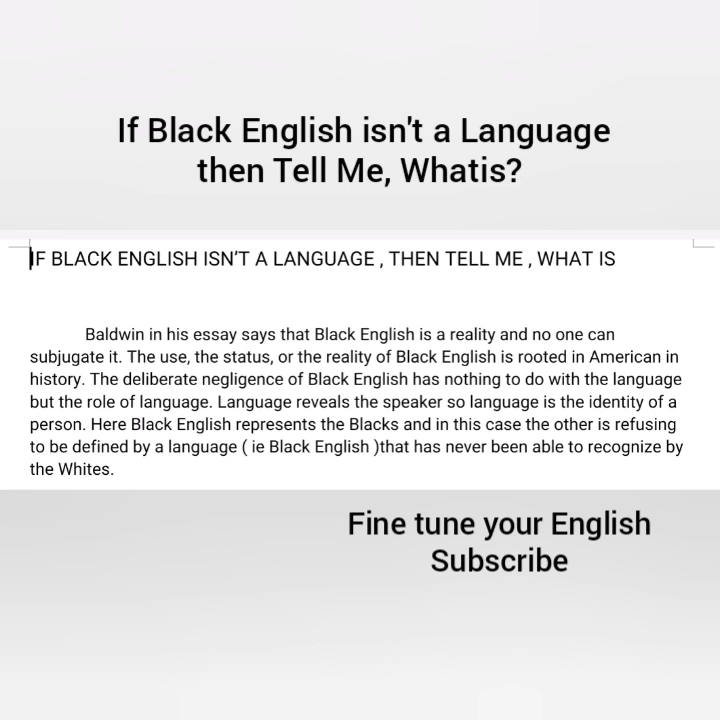 If Black English isn't a Language
then Tell Me, Whatis?
IF BLACK ENGLISH ISN'T A LANGUAGE , THEN TELL ME , WHAT IS
Baldwin in his essay says that Black English is a reality and no one can
subjugate it. The use, the status, or the reality of Black English is rooted in American in
history. The deliberate negligence of Black English has nothing to do with the language
but the role of language. Language reveals the speaker so language is the identity of a
person. Here Black English represents the Blacks and in this case the other is refusing
to be defined by a language ( ie Black English )that has never been able to recognize by
the Whites.
Fine tune your English
Subscribe